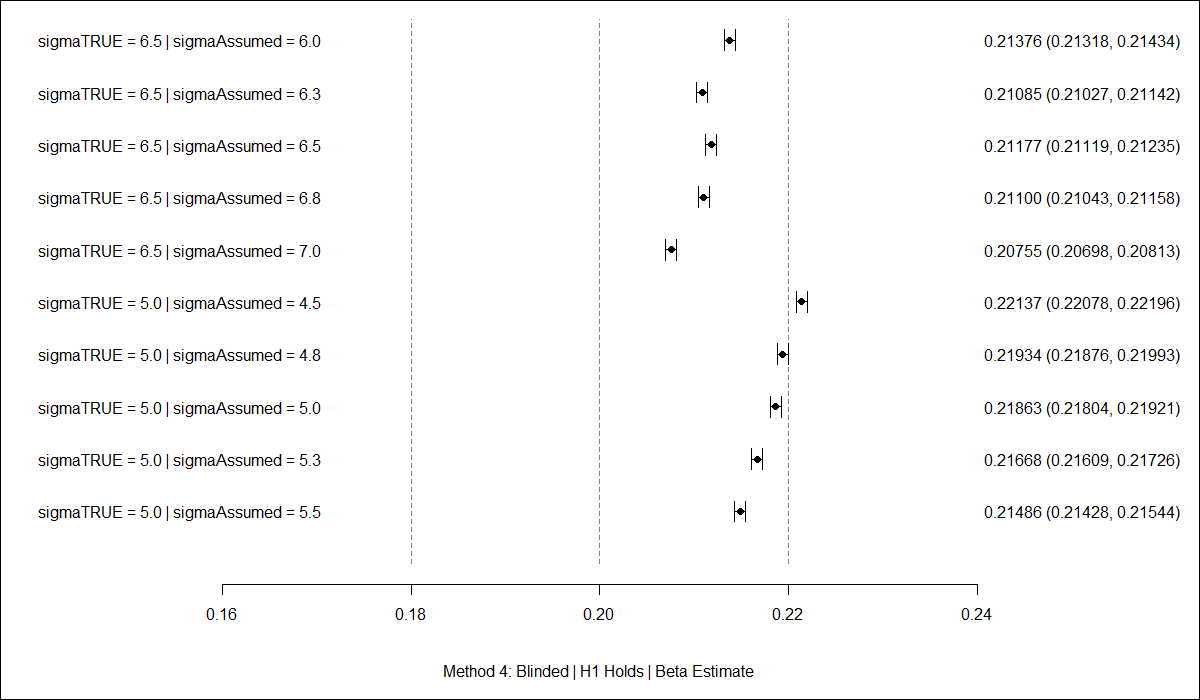 sigmaTRUE = 6.5 | sigmaAssumed = 6.0 0.21376 (0.21318, 0.21434)
sigmaTRUE = 6.5 | sigmaAssumed = 6.3 0.21085 (0.21027, 0.21142)
sigmaTRUE = 6.5 | sigmaAssumed = 6.5 0.21177 (0.21119, 0.21235)
sigmaTRUE = 6.5 | sigmaAssumed = 6.8 0.21100 (0.21043, 0.21158)
sigmaTRUE = 6.5 | sigmaAssumed = 7.0 0.20755 (0.20698, 0.20813)
sigmaTRUE = 5.0 | sigmaAssumed = 4.5 0.22137 (0.22078, 0.22196)
sigmaTRUE = 5.0 | sigmaAssumed = 4.8 0.21934 (0.21876, 0.21993)
sigmaTRUE = 5.0 | sigmaAssumed = 5.0 0.21863 (0.21804, 0.21921)
sigmaTRUE = 5.0 | sigmaAssumed = 5.3 0.21668 (0.21609, 0.21726)
sigmaTRUE = 5.0 | sigmaAssumed = 5.5 0.21486 (0.21428, 0.21544)
0.16 0.18 0.20 0.22 0.24
Method 4: Blinded | H1 Holds | Beta Estimate